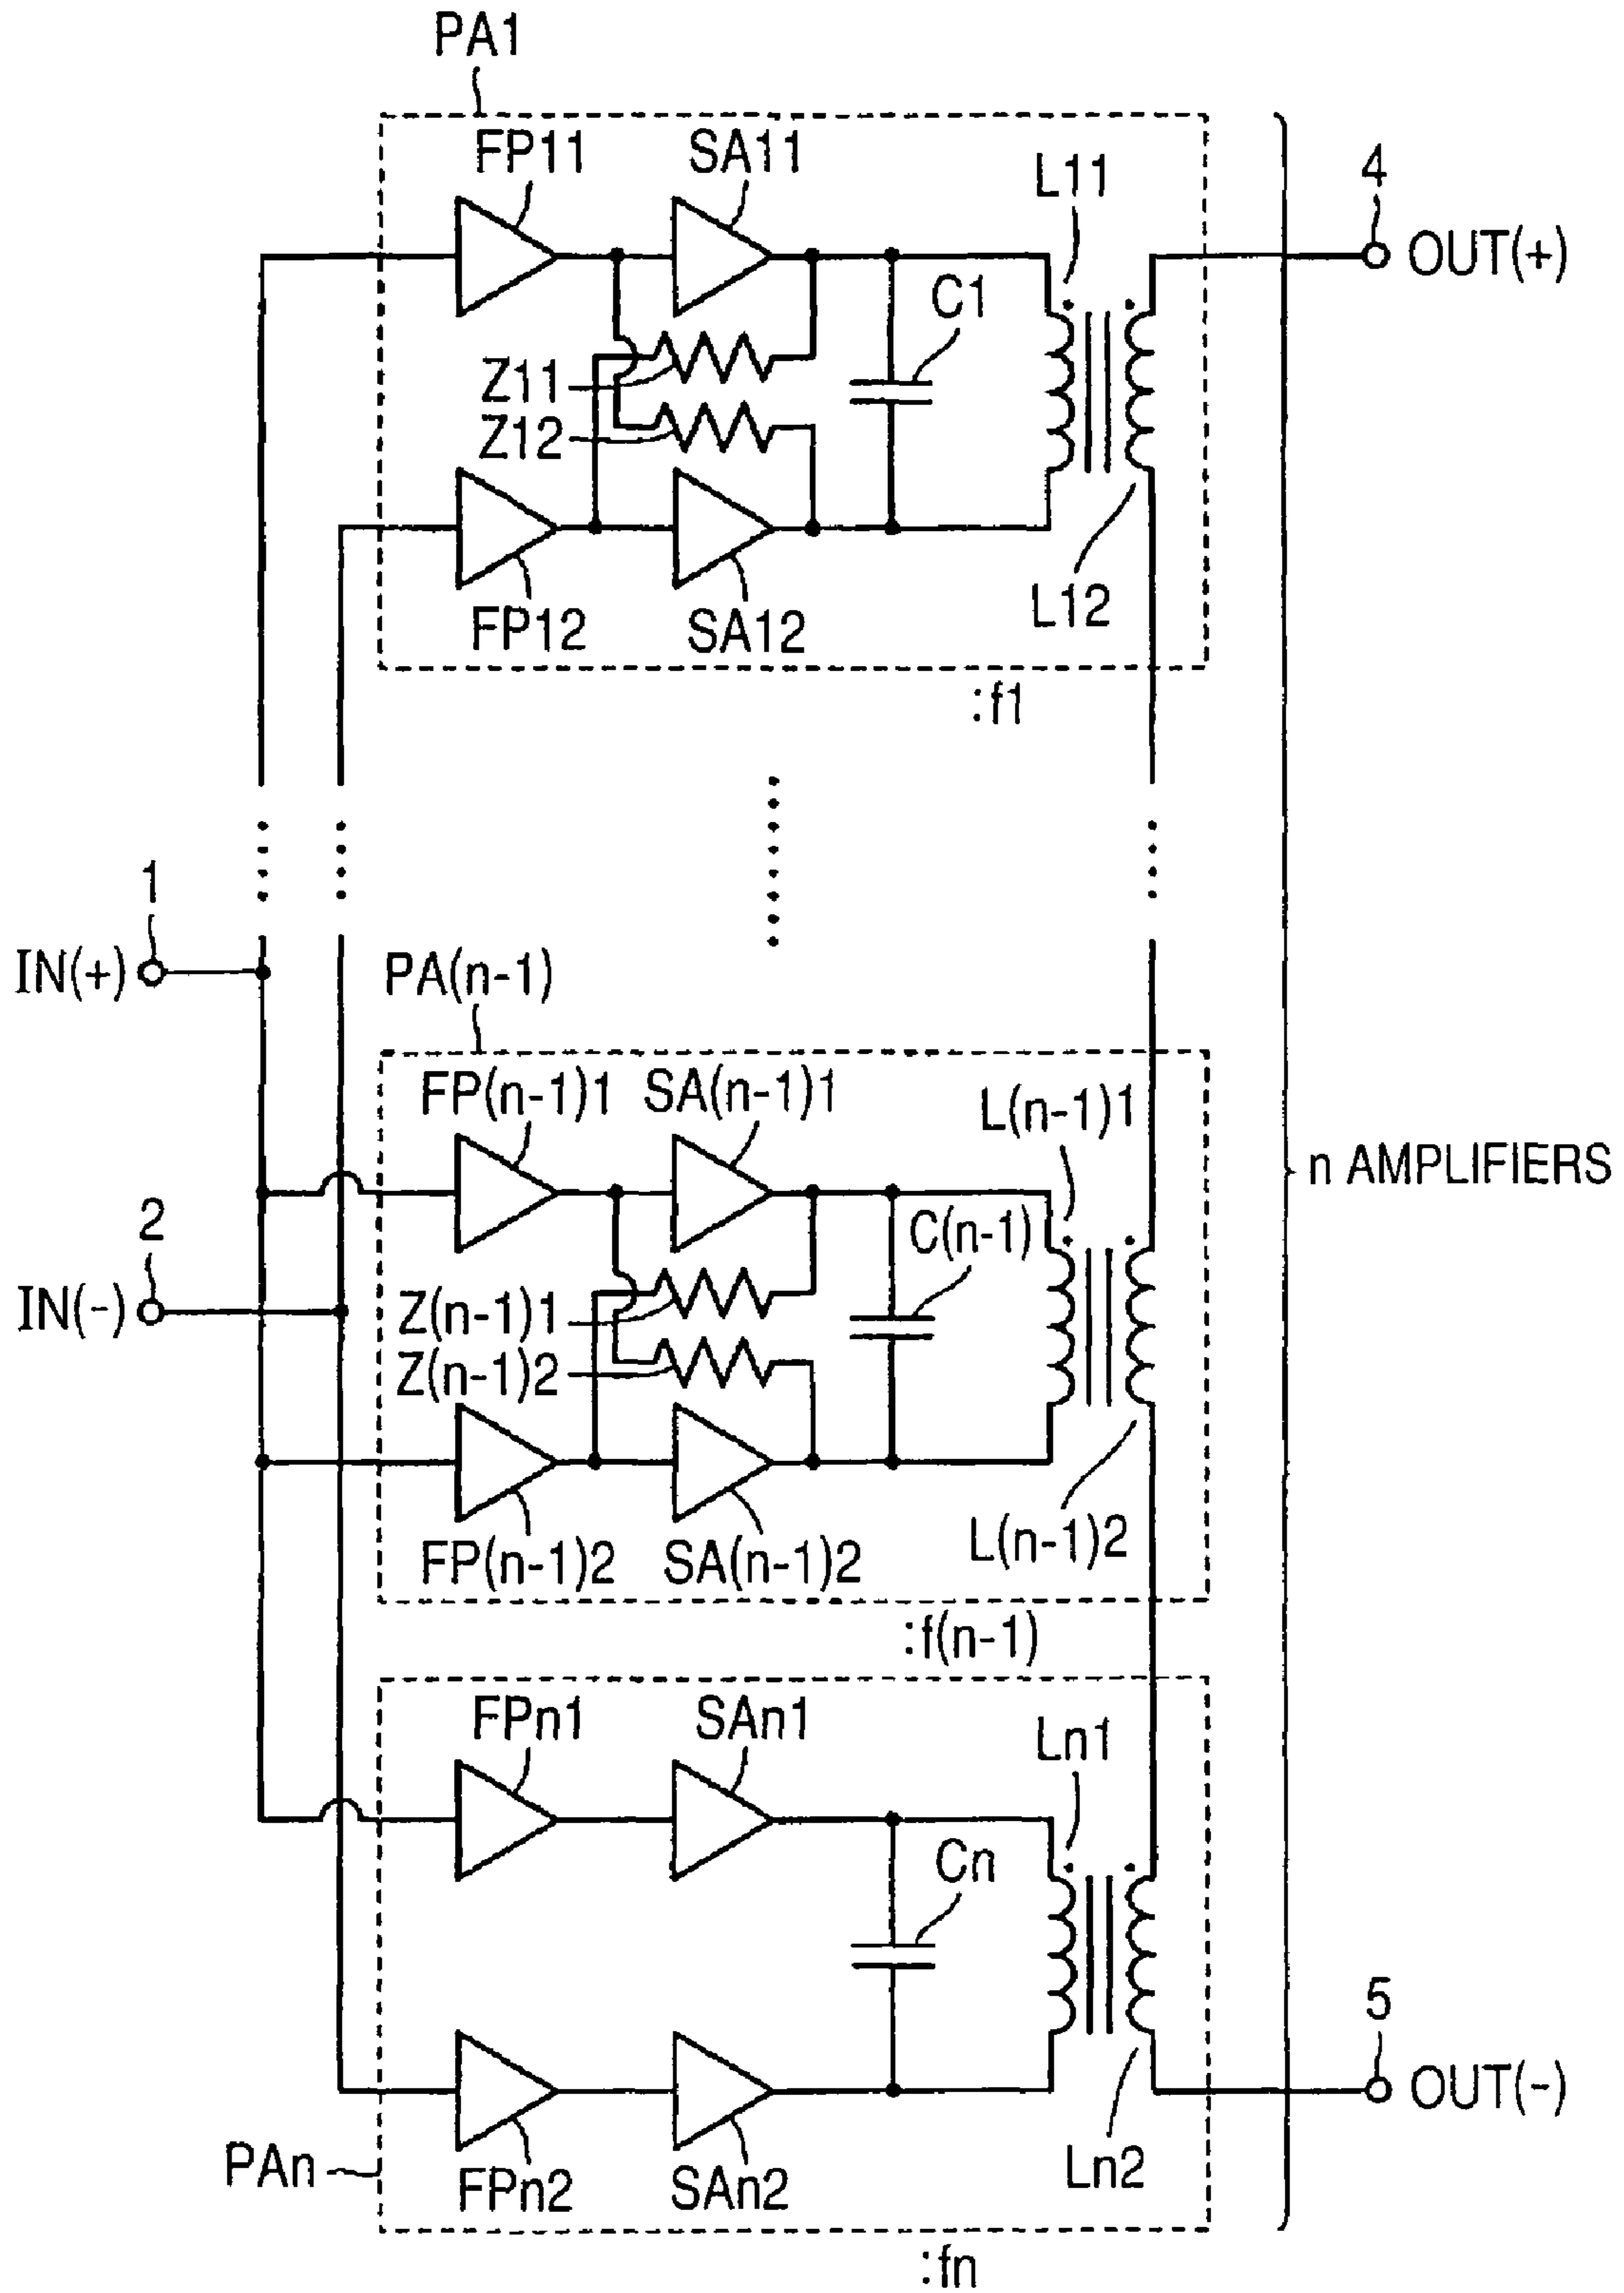 PA1
FP11
SA11
L11
4
OUT(+)
C1
Z11
Z12
FP12
SA12
L12
:f1
1
IN(+)
PA(n-1)
FP(n-1)1
SA(n-1)1
L(n-1)1
n AMPLIFIERS
2
C(n-1)
IN(-)
Z(n-1)1
Z(n-1)2
FP(n-1)2
SA(n-1)2
L(n-1)2
:f(n-1)
FPn1
SAn1
Ln1
Cn
5
OUT(-)
PAn
FPn2
SAn2
Ln2
:fn